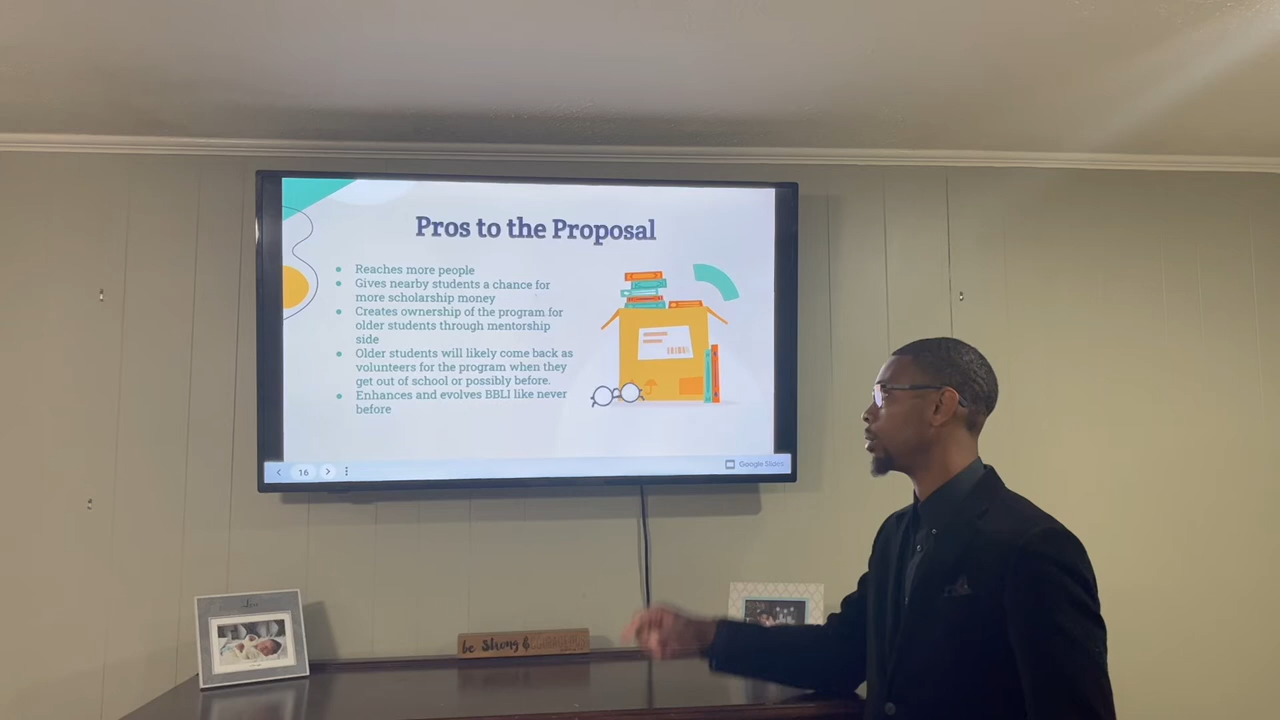 Pros to the Proposal
● Reaches more people
● Gives nearby students a chance for
more scholarship money
● Creates ownership of the program for
older students through mentorship
side
● Older students will likely come back as
volunteers for the program when they
get out of school or possibly before.
● Enhances and evolves BBLI like never
before
16
Google Slides
be Strong & COURAGEOUS